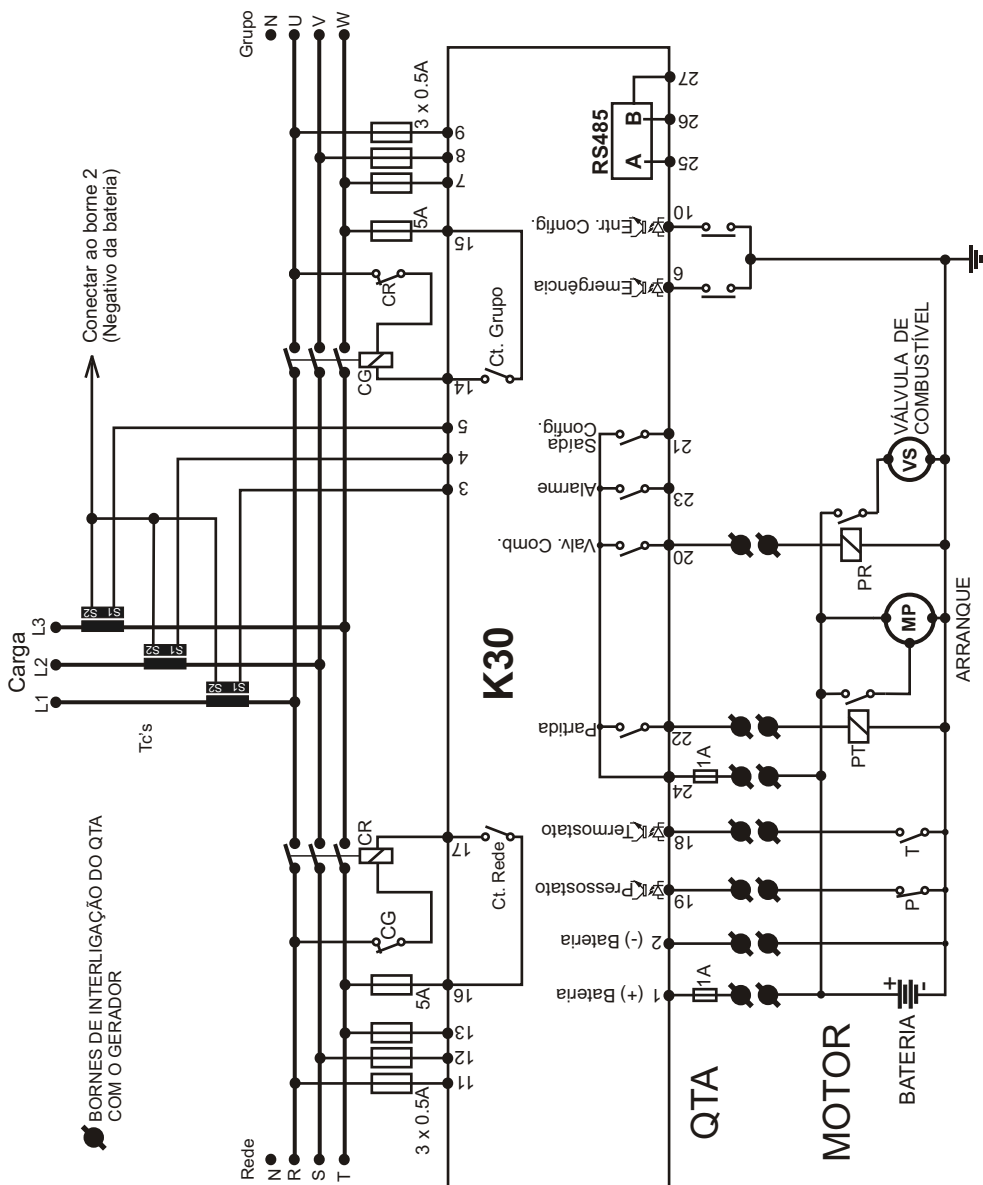 BORNES DE INTERLIGAÇÃO DO QTA
COM O GERADOR
Conectar ao borne 2
(Negativo da bateria)
Carga
L1
L2
L3
Tc's
S2
S1
S2
S1
S2
S1
Rede
N
R
S
T
Grupo
N
U
V
W
3 x 0.5A
5A
CG
CR
CR
CG
5A
3 x 0.5A
11
12
13
16
17
3
4
5
14
15
7
8
9
Ct. Rede
Ct. Grupo
K30
RS485
A
B
(+) Bateria
(-) Bateria
Pressostato
Termostato
Partida
Valv. Comb.
Alarme
Saída
Config.
Emergência
Entr. Config.
1
2
19
18
24
22
20
23
21
6
10
25
26
27
1A
1A
QTA
MOTOR
P
T
PT
MP
PR
VS
+
-
BATERIA
ARRANQUE
VÁLVULA DE
COMBUSTÍVEL